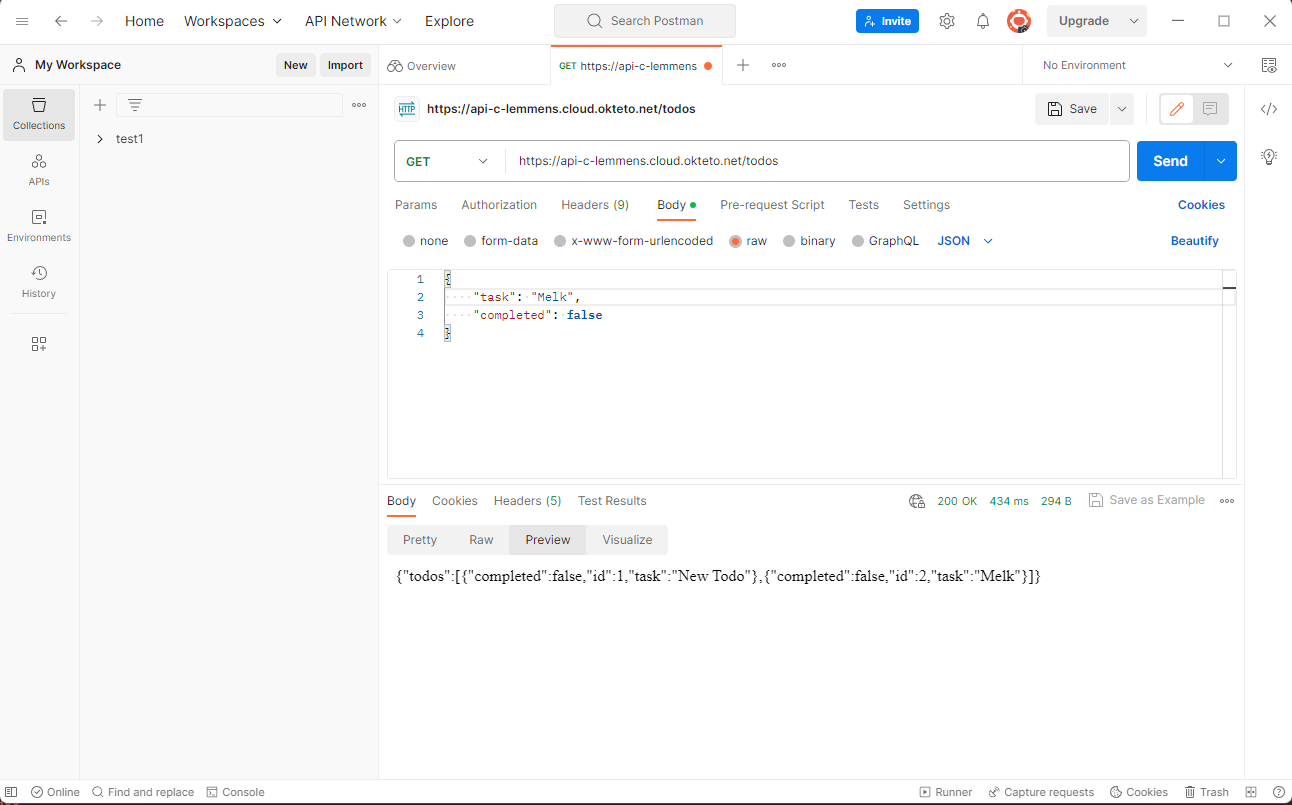 Home Workspaces API Network Explore Search Postman Invite Upgrade
My Workspace New Import Overview GET https://api-c-lemmens No Environment
Collections
APIs
Environments
History
test1
HTTP https://api-c-lemmens.cloud.okteto.net/todos Save
GET https://api-c-lemmens.cloud.okteto.net/todos Send
Params Authorization Headers (9) Body Pre-request Script Tests Settings Cookies
none form-data x-www-form-urlencoded raw binary GraphQL JSON Beautify
1 {
2 "task": "Melk",
3 "completed": false
4 }
Body Cookies Headers (5) Test Results 200 OK 434 ms 294 B Save as Example
Pretty Raw Preview Visualize
{"todos":[{"completed":false,"id":1,"task":"New Todo"},{"completed":false,"id":2,"task":"Melk"}]}
Online Find and replace Console Runner Capture requests Cookies Trash